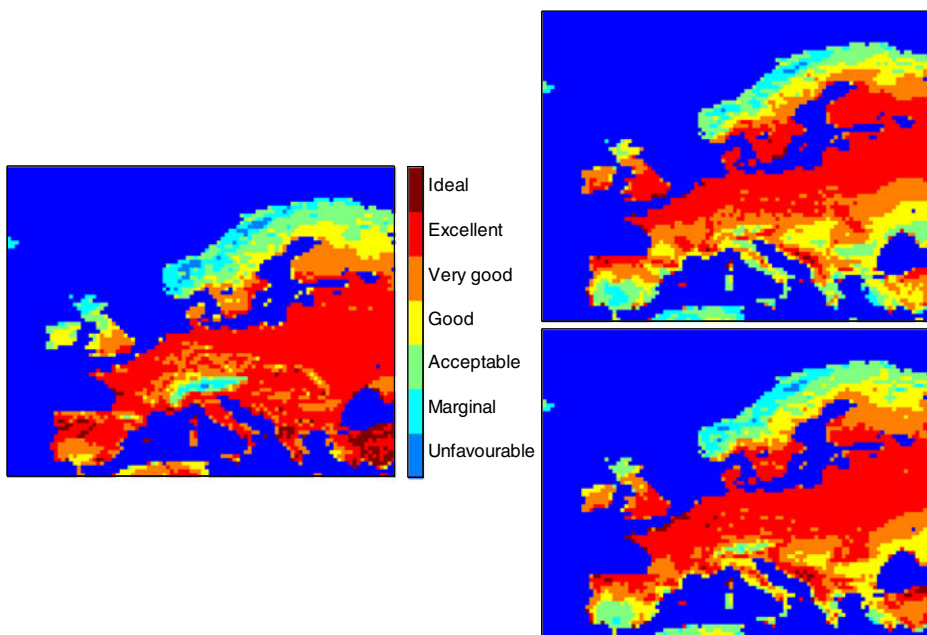 Ideal
Excellent
Very good
Good
Acceptable
Marginal
Unfavourable